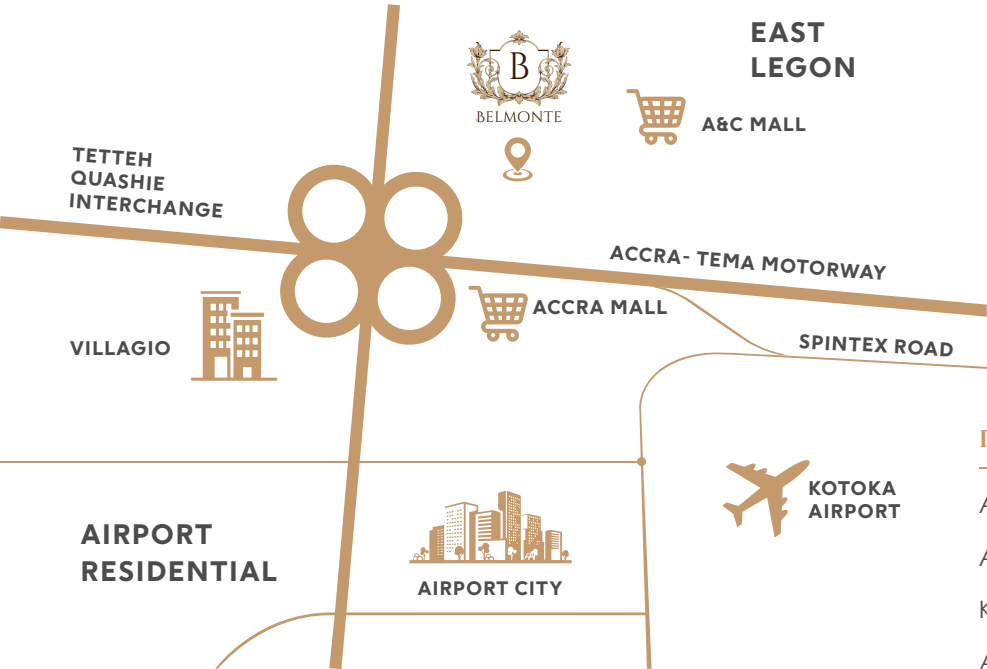 EAST
LEGON
B
BELMONTE
A&C MALL
TETTEH
QUASHIE
INTERCHANGE
ACCRA- TEMA MOTORWAY
ACCRA MALL
SPINTEX ROAD
VILLAGIO
KOTOKA
AIRPORT
AIRPORT
RESIDENTIAL
AIRPORT CITY